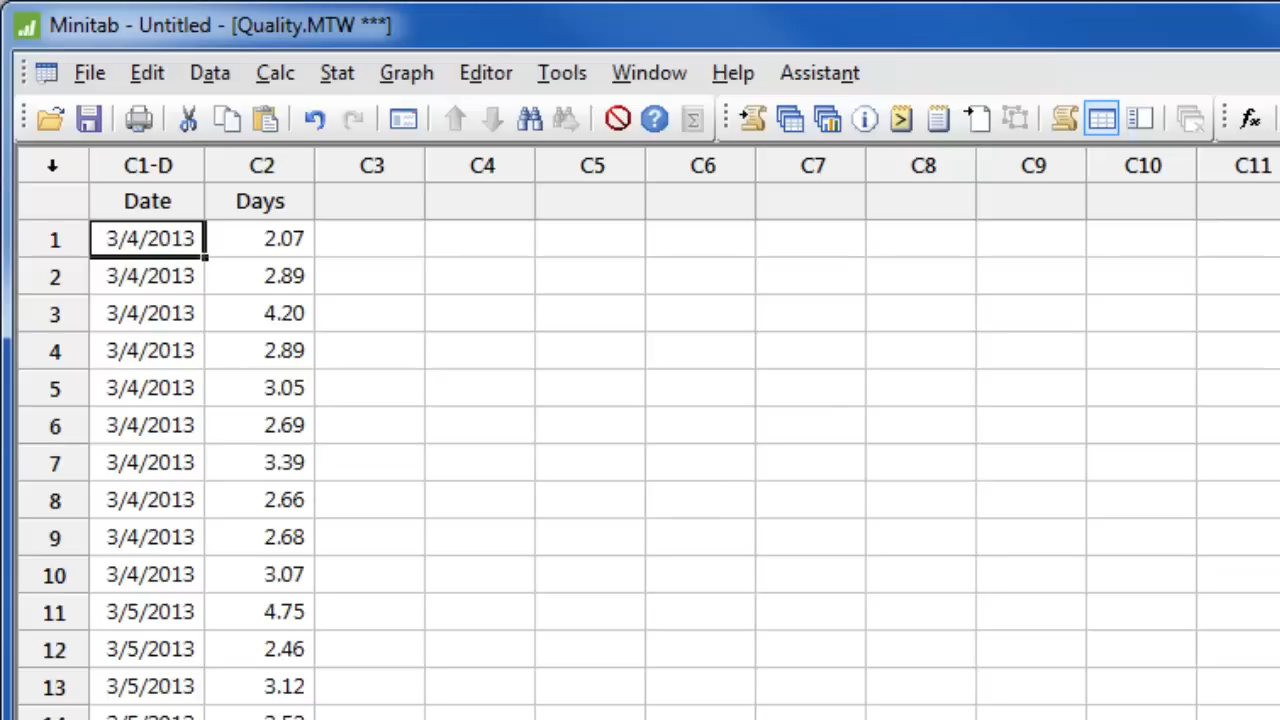 Minitab - Untitled - [Quality.MTW ***]
File Edit Data Calc Stat Graph Editor Tools Window Help Assistant
C1-D C2 C3 C4 C5 C6 C7 C8 C9 C10 C11
Date Days
1 3/4/2013 2.07
2 3/4/2013 2.89
3 3/4/2013 4.20
4 3/4/2013 2.89
5 3/4/2013 3.05
6 3/4/2013 2.69
7 3/4/2013 3.39
8 3/4/2013 2.66
9 3/4/2013 2.68
10 3/4/2013 3.07
11 3/5/2013 4.75
12 3/5/2013 2.46
13 3/5/2013 3.12